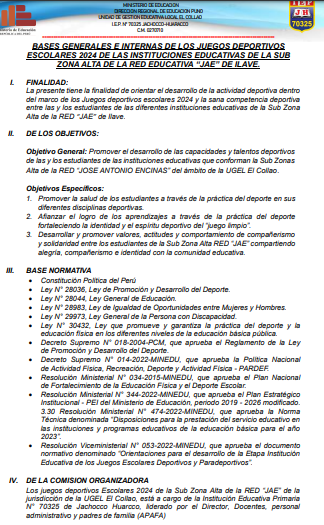 MINISTERIO DE EDUCACION
DIRECCION REGIONAL DE EDUCACION PUNO
UNIDAD DE GESTION EDUCATIVA LOCAL EL COLLAO
I.E.P. N° 70325 JACHOCCO-HUARACCO
C.M. 0270710
JH
70325
BASES GENERALES E INTERNAS DE LOS JUEGOS DEPORTIVOS
ESCOLARES 2024 DE LAS INSTITUCIONES EDUCATIVAS DE LA SUB
ZONA ALTA DE LA RED EDUCATIVA “JAE” DE ILAVE.
I. FINALIDAD:
La presente tiene la finalidad de orientar el desarrollo de la actividad deportiva dentro
del marco de los Juegos deportivos escolares 2024 y la sana competencia deportiva
entre las y los estudiantes de las diferentes instituciones educativas de la Sub Zona
Alta de la RED “JAE” de Ilave.
II. DE LOS OBJETIVOS:
Objetivo General: Promover el desarrollo de las capacidades y talentos deportivos
de las y los estudiantes de las instituciones educativas que conforman la Sub Zonas
Alta de la RED “JOSE ANTONIO ENCINAS” del ámbito de la UGEL El Collao.
Objetivos Específicos:
1. Promover la salud de los estudiantes a través de la práctica del deporte en sus
diferentes disciplinas deportivas.
2. Afianzar el logro de los aprendizajes a través de la práctica del deporte
fortaleciendo la identidad y el espíritu deportivo del “juego limpio”.
3. Desarrollar y promover valores, actitudes y comportamiento de compañerismo
y solidaridad entre los estudiantes de la Sub Zona Alta RED “JAE” compartiendo
alegría, compañerismo e identidad con la comunidad educativa.
III. BASE NORMATIVA
• Constitución Política del Perú
• Ley N° 28036, Ley de Promoción y Desarrollo del Deporte.
• Ley N° 28044, Ley General de Educación.
• Ley N° 28983, Ley de Igualdad de Oportunidades entre Mujeres y Hombres.
• Ley N° 29973, Ley General de la Persona con Discapacidad.
• Ley N° 30432, Ley que promueve y garantiza la práctica del deporte y la
educación física en los diferentes niveles de la educación básica pública.
• Decreto Supremo N° 018-2004-PCM, que aprueba el Reglamento de la Ley
de Promoción y Desarrollo del Deporte.
• Decreto Supremo N° 014-2022-MINEDU, que aprueba la Política Nacional
de Actividad Física, Recreación, Deporte y Actividad Física - PARDEF.
• Resolución Ministerial N° 034-2015-MINEDU, que aprueba el Plan Nacional
de Fortalecimiento de la Educación Física y el Deporte Escolar.
• Resolución Ministerial N° 344-2022-MINEDU, que aprueba el Plan Estratégico
Institucional - PEI del Ministerio de Educación, período 2019 - 2026 modificado.
3.30 Resolución Ministerial N° 474-2022-MINEDU, que aprueba la Norma
Técnica denominada “Disposiciones para la prestación del servicio educativo en
las instituciones y programas educativos de la educación básica para el año
2023”.
• Resolución Viceministerial N° 053-2022-MINEDU, que aprueba el documento
normativo denominado “Orientaciones para el desarrollo de la Etapa Institución
Educativa de los Juegos Escolares Deportivos y Paradeportivos”.
IV. DE LA COMISION ORGANIZADORA
Los juegos deportivos Escolares 2024 de la Sub Zona Alta de la RED “JAE” de la
jurisdicción de la UGEL El Collao, está a cargo de la Institución Educativa Primaria
N° 70325 de Jachocco Huarcco, liderado por el Director, Docentes, personal
administrativo y padres de familia (APAFA)